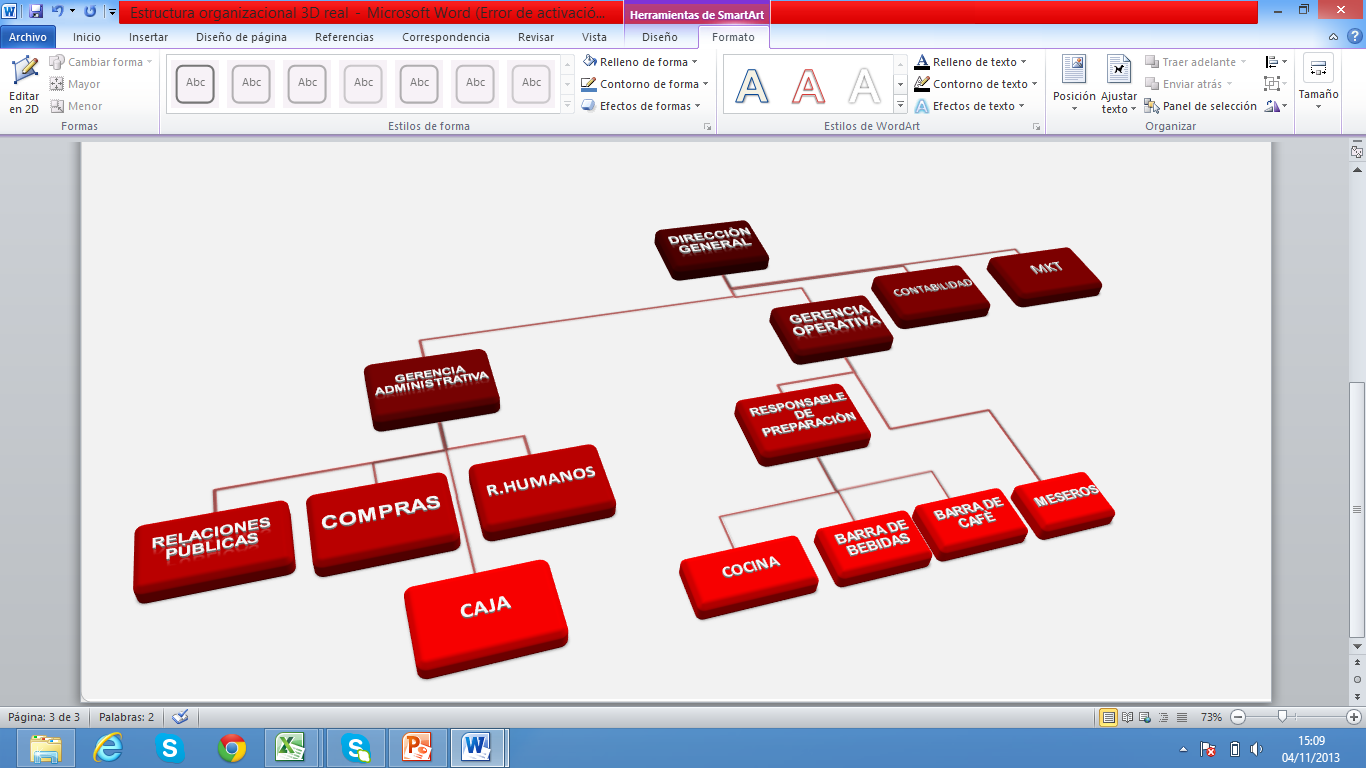 Estructura organizacional 3D real - Microsoft Word (Error de activació...
Herramientas de SmartArt
Archivo
Inicio
Insertar
Diseño de página
Referencias
Correspondencia
Revisar
Vista
Diseño
Formato
Editar
en 2D
Cambiar forma
Mayor
Menor
Formas
Abc
Abc
Abc
Abc
Abc
Abc
Abc
Estilos de forma
Relleno de forma
Contorno de forma
Efectos de formas
A
A
A
Estilos de WordArt
Relleno de texto
Contorno de texto
Efectos de texto
Posición
Ajustar
texto
Traer adelante
Enviar atrás
Panel de selección
Organizar
Tamaño
DIRECCIÒN
GENERAL
MKT
CONTABILIDAD
GERENCIA
OPERATIVA
GERENCIA
ADMINISTRATIVA
RESPONSABLE
DE
PREPARACIÒN
R.HUMANOS
COMPRAS
RELACIONES
PÙBLICAS
CAJA
MESEROS
BARRA DE
CAFÈ
BARRA DE
BEBIDAS
COCINA
Página: 3 de 3
Palabras: 2
73%
15:09
04/11/2013